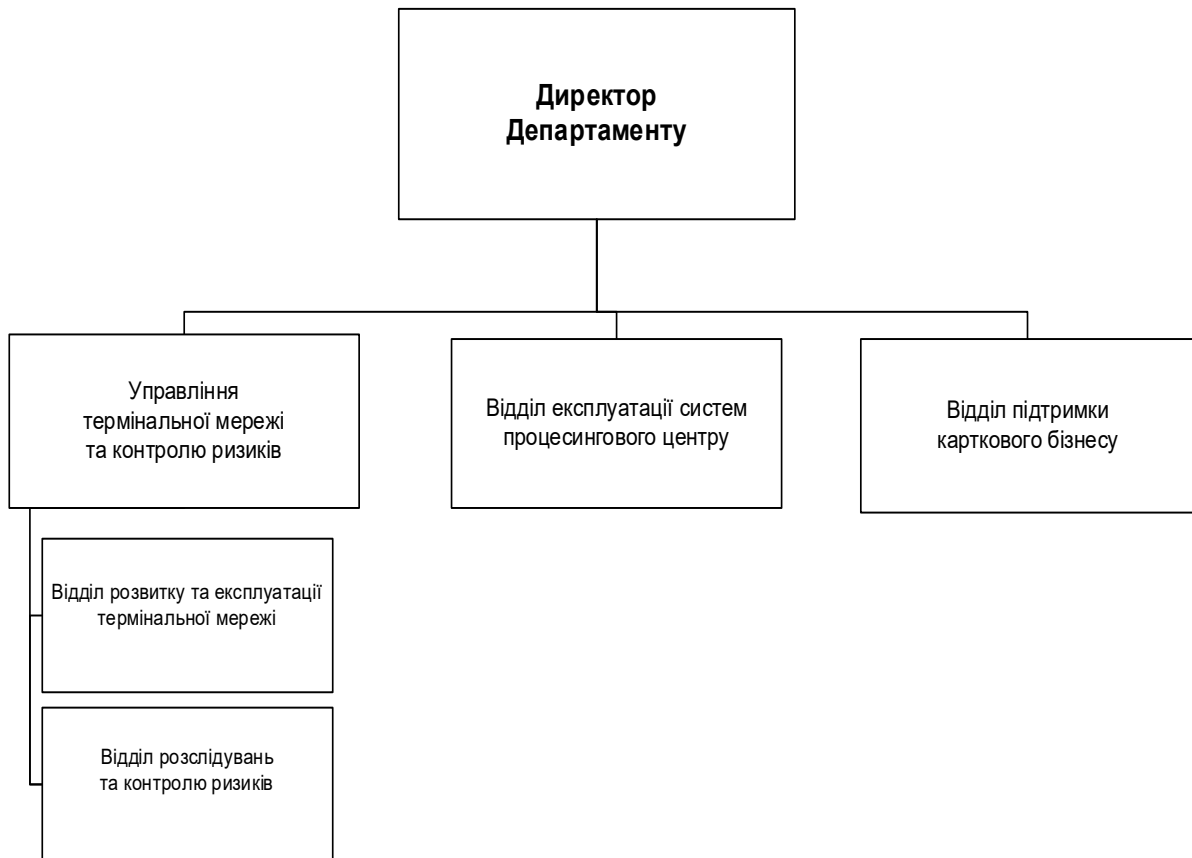 Директор
Департаменту
Управління
термінальної мережі
та контролю ризиків
Відділ експлуатації систем
процесингового центру
Відділ підтримки
карткового бізнесу
Відділ розвитку та експлуатації
термінальної мережі
Відділ розслідувань
та контролю ризиків